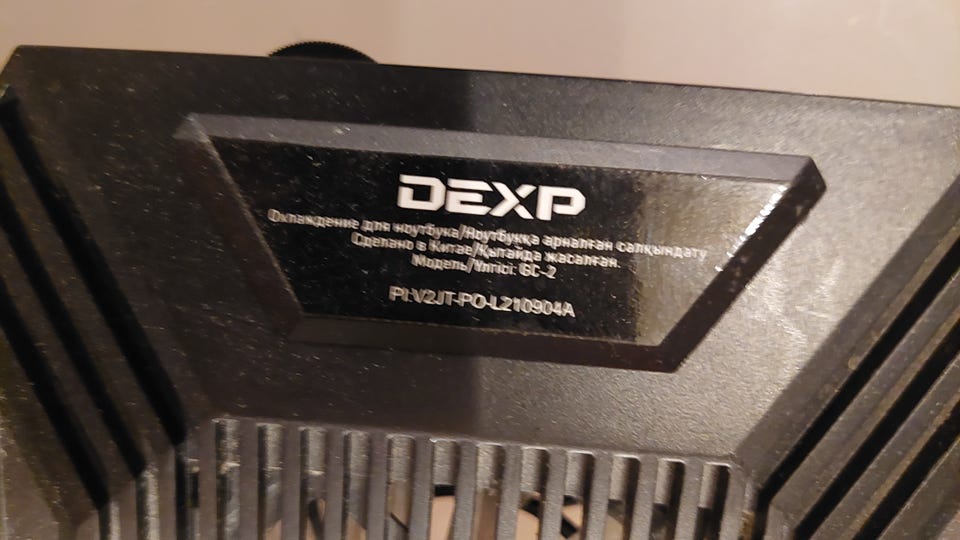 DEXP
Охлаждение для ноутбука/Ноутбукқа арналған салқындату
Сделано в Китае/Қытайда жасалған.
Модель/Үлгісі: GC-2
PI:V2JT-PO-L210904A